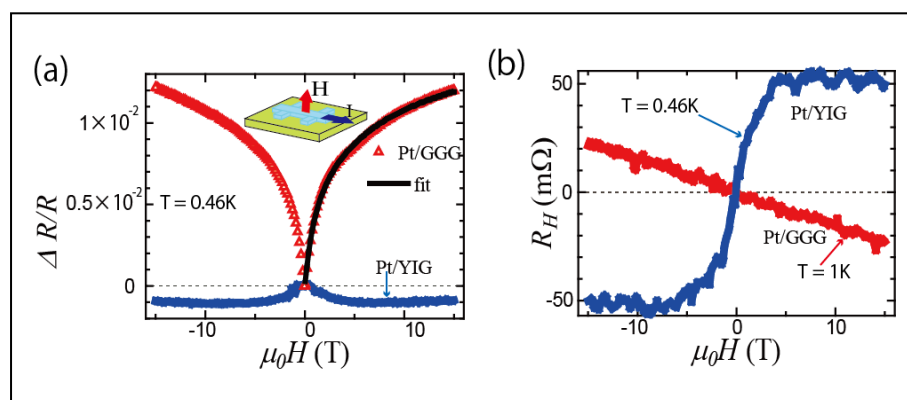 (a)
H
I
Pt/GGG
fit
T = 0.46K
Pt/YIG
1×10⁻²
0.5×10⁻²
0
Δ R/R
-10
0
10
μ₀H (T)
(b)
T = 0.46K
Pt/YIG
Pt/GGG
T = 1K
50
0
-50
R_H (mΩ)
-10
0
10
μ₀H (T)